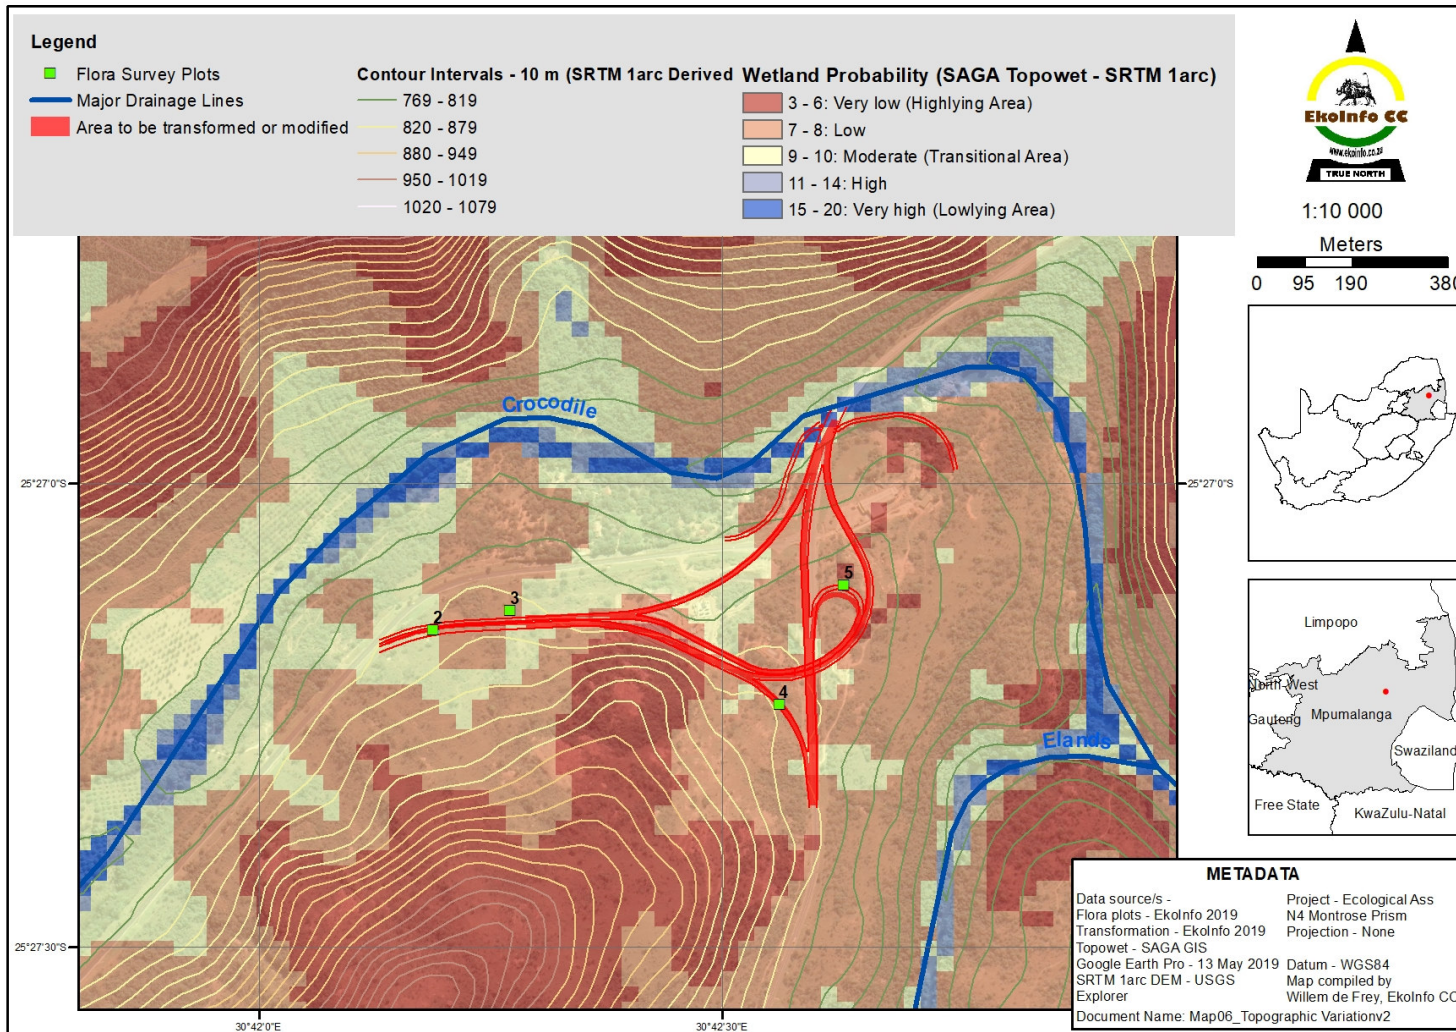 Legend
Flora Survey Plots
Major Drainage Lines
Area to be transformed or modified
Contour Intervals - 10 m (SRTM 1arc Derived
769 - 819
820 - 879
880 - 949
950 - 1019
1020 - 1079
Wetland Probability (SAGA Topowet - SRTM 1arc)
3 - 6: Very low (Highlying Area)
7 - 8: Low
9 - 10: Moderate (Transitional Area)
11 - 14: High
15 - 20: Very high (Lowlying Area)
EkoInfo CC
www.ekoinfo.co.za
TRUE NORTH
1:10 000
Meters
0 95 190 380
Crocodile
25°27'0"S
25°27'0"S
2
3
5
4
Elands
25°27'30"S
30°42'0"E
30°42'30"E
Limpopo
North-West
Gauteng
Mpumalanga
Swaziland
Free State
KwaZulu-Natal
METADATA
Data source/s -
Flora plots - EkoInfo 2019
Transformation - EkoInfo 2019
Topowet - SAGA GIS
Google Earth Pro - 13 May 2019
SRTM 1arc DEM - USGS
Explorer
Project - Ecological Ass
N4 Montrose Prism
Projection - None
Datum - WGS84
Map compiled by
Willem de Frey, EkoInfo CC
Document Name: Map06_Topographic Variationv2